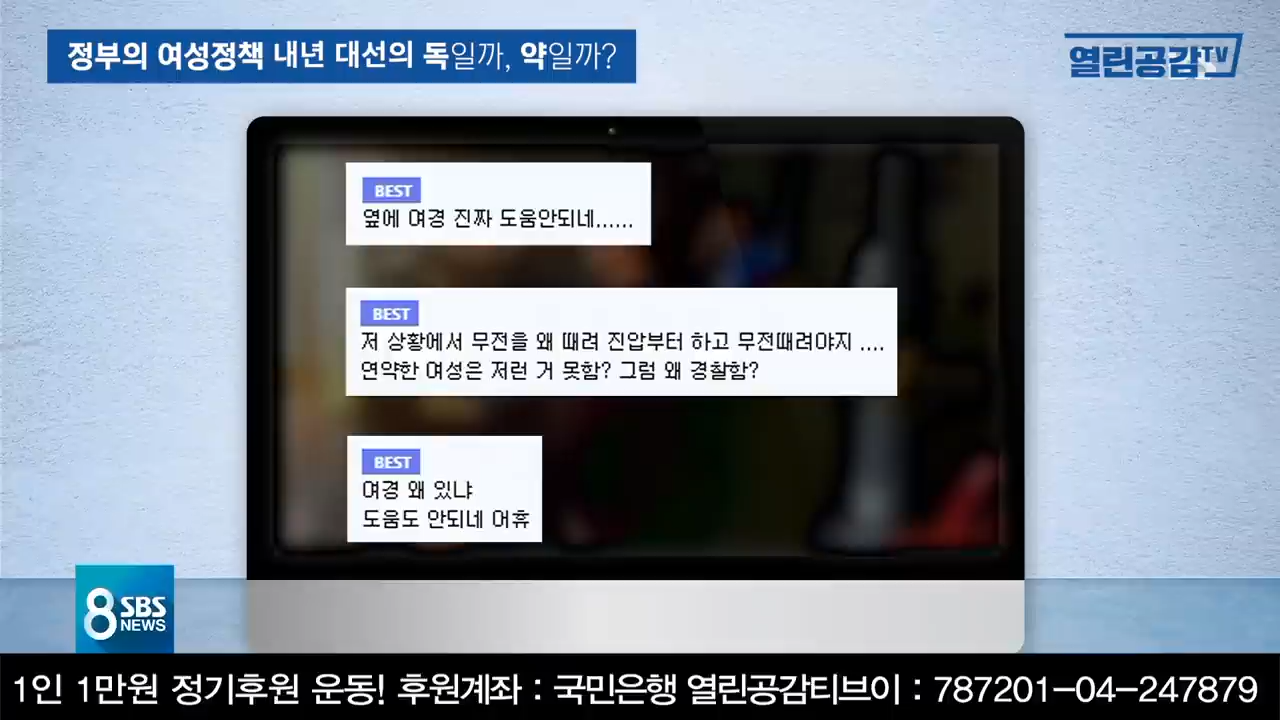 정부의 여성정책 내년 대선의 독일까, 약일까?
열린공감TV
BEST
옆에 여경 진짜 도움안되네......
BEST
저 상황에서 무전을 왜 때려 진압부터 하고 무전때려야지 ....
연약한 여성은 저런 거 못함? 그럼 왜 경찰함?
BEST
여경 왜 있냐
도움도 안되네 어휴
8 SBS
NEWS
1인 1만원 정기후원 운동! 후원계좌 : 국민은행 열린공감티브이 : 787201-04-247879